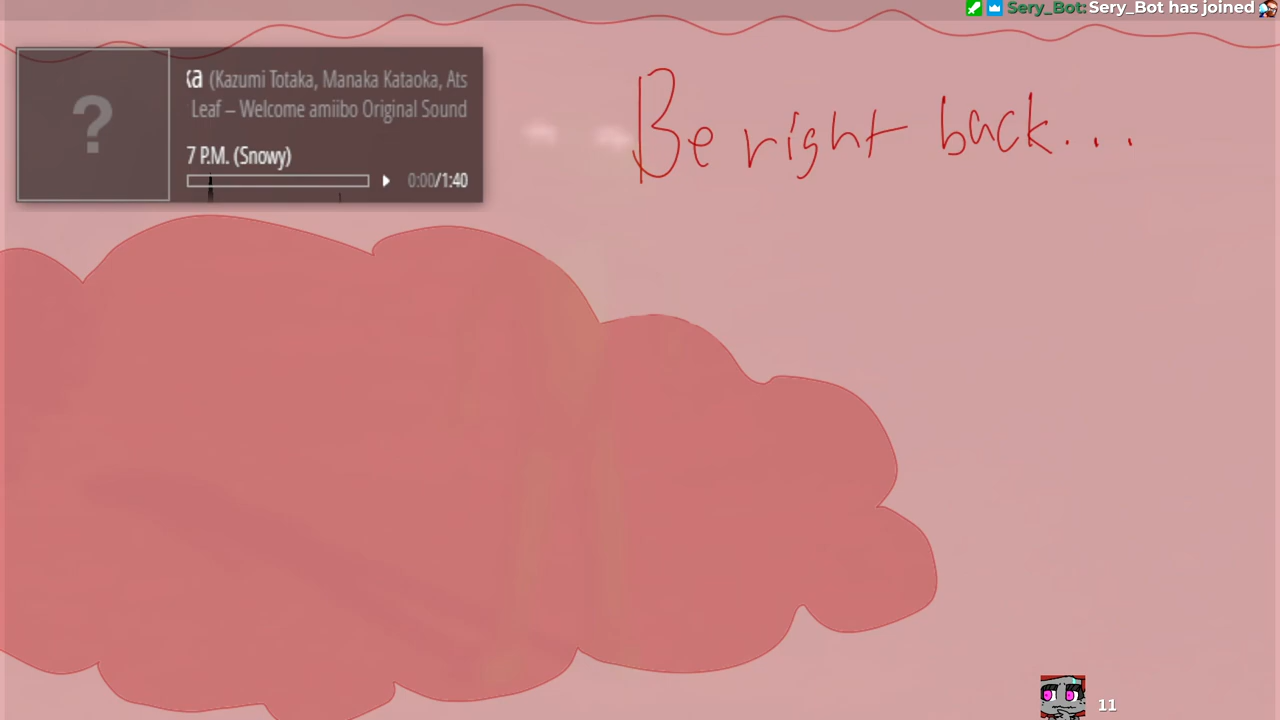 Sery_Bot: Sery_Bot has joined
(Kazumi Totaka, Manaka Kataoka, Ats
Leaf – Welcome amiibo Original Sound
7 P.M. (Snowy)
0:00/1:40
Be right back...
11